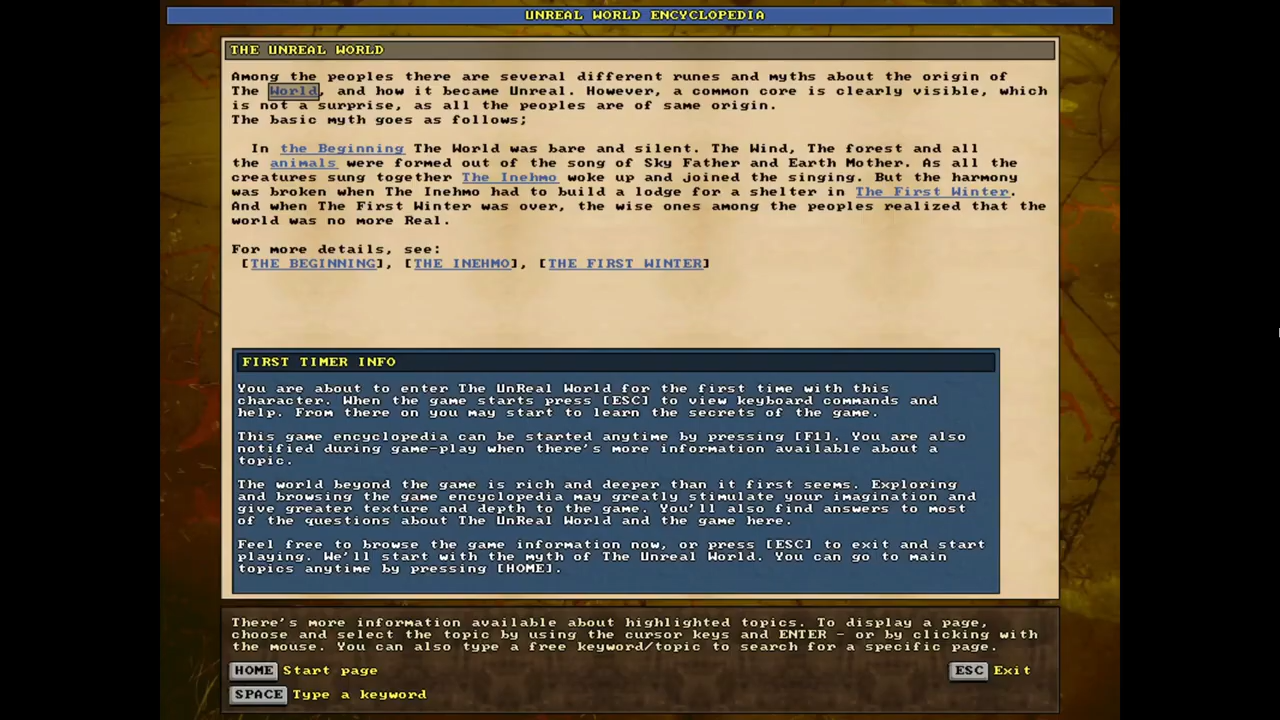 UNREAL WORLD ENCYCLOPEDIA
THE UNREAL WORLD
Among the peoples there are several different runes and myths about the origin of
The World, and how it became Unreal. However, a common core is clearly visible, which
is not a surprise, as all the peoples are of same origin.
The basic myth goes as follows;
In the Beginning The World was bare and silent. The Wind, The forest and all
the animals were formed out of the song of Sky Father and Earth Mother. As all the
creatures sung together The Inehmo woke up and joined the singing. But the harmony
was broken when The Inehmo had to build a lodge for a shelter in The First Winter.
And when The First Winter was over, the wise ones among the peoples realized that the
world was no more Real.
For more details, see:
[THE BEGINNING], [THE INEHMO], [THE FIRST WINTER]
FIRST TIMER INFO
You are about to enter The UnReal World for the first time with this
character. When the game starts press [ESC] to view keyboard commands and
help. From there on you may start to learn the secrets of the game.
This game encyclopedia can be started anytime by pressing [F1]. You are also
notified during game-play when there's more information available about a
topic.
The world beyond the game is rich and deeper than it first seems. Exploring
and browsing the game encyclopedia may greatly stimulate your imagination and
give greater texture and depth to the game. You'll also find answers to most
of the questions about The UnReal World and the game here.
Feel free to browse the game information now, or press [ESC] to exit and start
playing. We'll start with the myth of The Unreal World. You can go to main
topics anytime by pressing [HOME].
There's more information available about highlighted topics. To display a page,
choose and select the topic by using the cursor keys and ENTER - or by clicking with
the mouse. You can also type a free keyword/topic to search for a specific page.
HOME Start page ESC Exit
SPACE Type a keyword